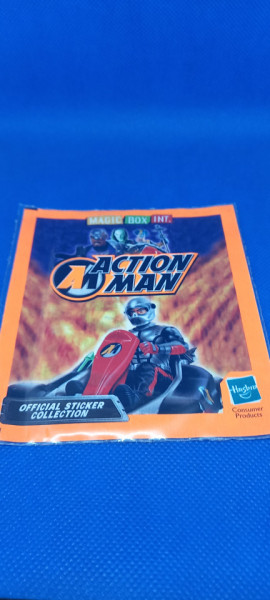 MAGIC BOX INT.
ACTION
MAN
OFFICIAL STICKER
COLLECTION
Hasbro
Consumer
Products